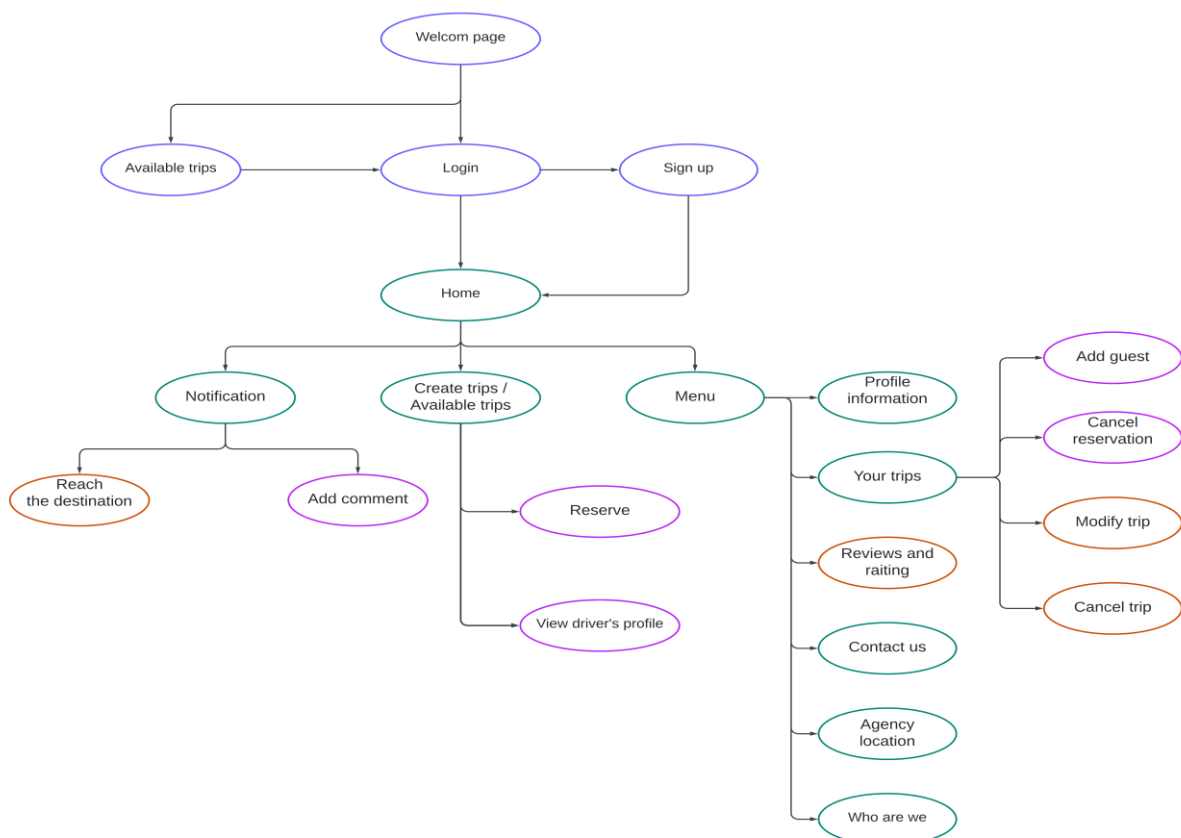 Welcom page
Available trips
Login
Sign up
Home
Notification
Create trips /
Available trips
Menu
Profile
information
Add guest
Cancel
reservation
Your trips
Reach
the destination
Add comment
Reserve
Modify trip
Reviews and
raiting
Cancel trip
View driver's profile
Contact us
Agency
location
Who are we